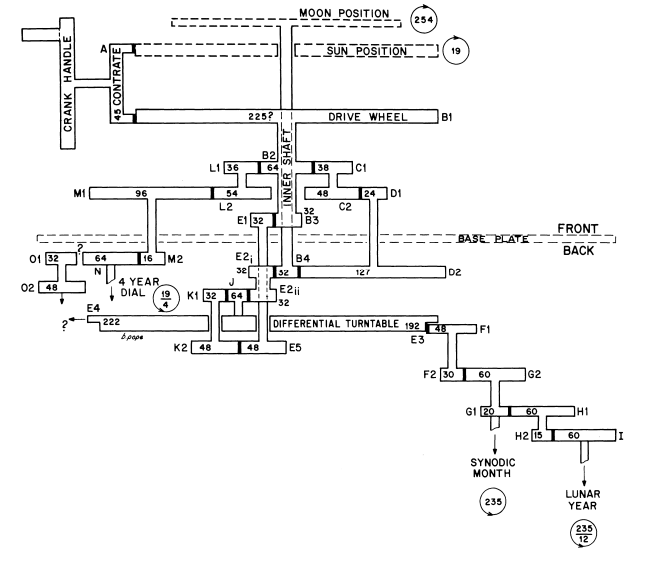 MOON POSITION
254
A
SUN POSITION
19
CRANK HANDLE
45 CONTRATE
225? DRIVE WHEEL B1
INNER SHAFT
B2
L1 36 64 38 C1
M1 96 54 48 24 D1
L2 C2
32
E1 32 B3
FRONT
BASE PLATE
BACK
?
O1 32 64 16 M2
N
E2i B4
32 32 127 D2
O2 48
4 YEAR
DIAL
19/4
J E2ii
K1 32 64
32
E4
? 222
DIFFERENTIAL TURNTABLE 192 48 F1
E3
b.pope
K2 48 48 E5
F2 30 60 G2
G1 20 60 H1
H2 15 60 I
SYNODIC
MONTH
235
LUNAR
YEAR
235/12